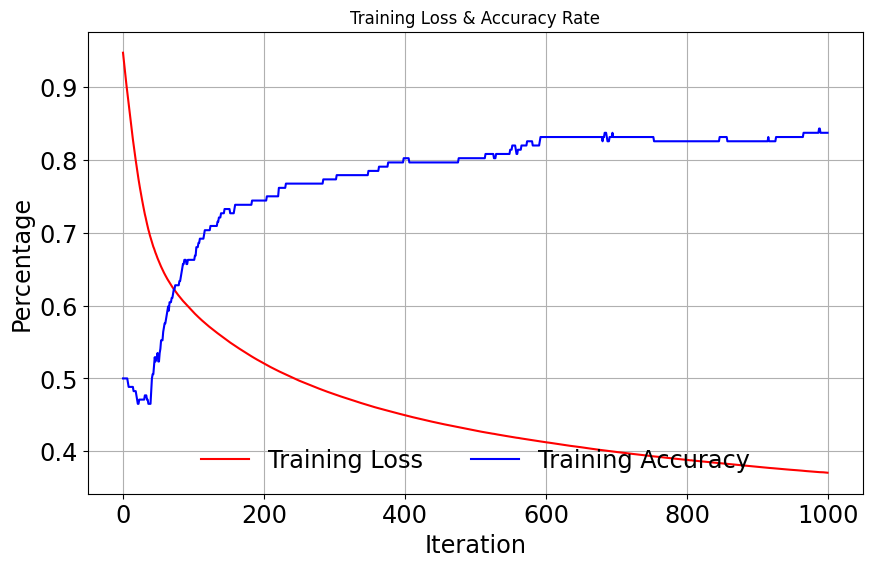 Training Loss & Accuracy Rate
Percentage
0.9
0.8
0.7
0.6
0.5
0.4
Training Loss
Training Accuracy
0 200 400 600 800 1000
Iteration